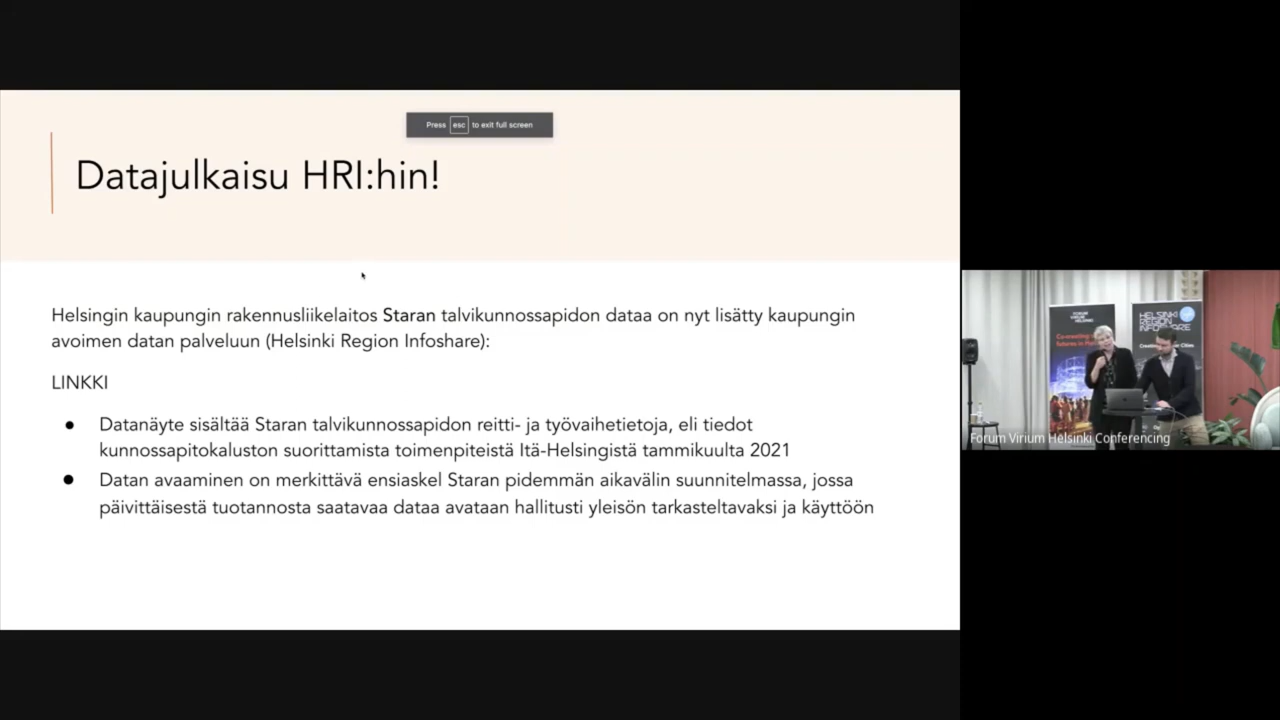 Press esc to exit full screen
Datajulkaisu HRI:hin!
Helsingin kaupungin rakennusliikelaitos Staran talvikunnossapidon dataa on nyt lisätty kaupungin
avoimen datan palveluun (Helsinki Region Infoshare):
LINKKI
● Datanäyte sisältää Staran talvikunnossapidon reitti- ja työvaihetietoja, eli tiedot
kunnossapitokaluston suorittamista toimenpiteistä Itä-Helsingistä tammikuulta 2021
● Datan avaaminen on merkittävä ensiaskel Staran pidemmän aikavälin suunnitelmassa, jossa
päivittäisestä tuotannosta saatavaa dataa avataan hallitusti yleisön tarkasteltavaksi ja käyttöön
HELSINKI
REGION
INFOSHARE
Forum Virium Helsinki Conferencing